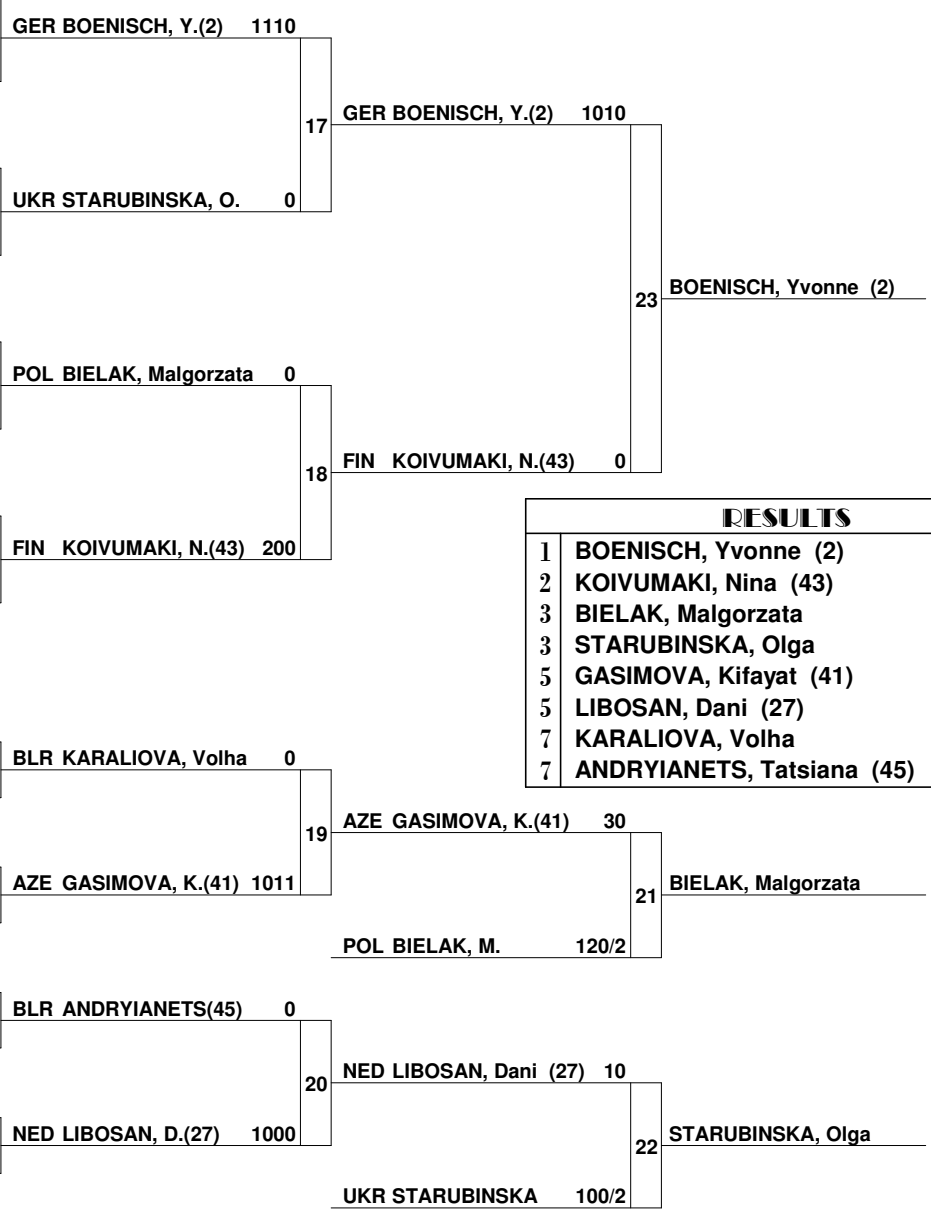 GER BOENISCH, Y.(2) 1110
17
GER BOENISCH, Y.(2) 1010
UKR STARUBINSKA, O. 0
23
BOENISCH, Yvonne (2)
POL BIELAK, Malgorzata 0
18
FIN KOIVUMAKI, N.(43) 0
FIN KOIVUMAKI, N.(43) 200
RESULTS
1 BOENISCH, Yvonne (2)
2 KOIVUMAKI, Nina (43)
3 BIELAK, Malgorzata
3 STARUBINSKA, Olga
5 GASIMOVA, Kifayat (41)
5 LIBOSAN, Dani (27)
7 KARALIOVA, Volha
7 ANDRYIANETS, Tatsiana (45)
BLR KARALIOVA, Volha 0
19
AZE GASIMOVA, K.(41) 30
AZE GASIMOVA, K.(41) 1011
21
BIELAK, Malgorzata
POL BIELAK, M. 120/2
BLR ANDRYIANETS(45) 0
20
NED LIBOSAN, Dani (27) 10
NED LIBOSAN, D.(27) 1000
22
STARUBINSKA, Olga
UKR STARUBINSKA 100/2